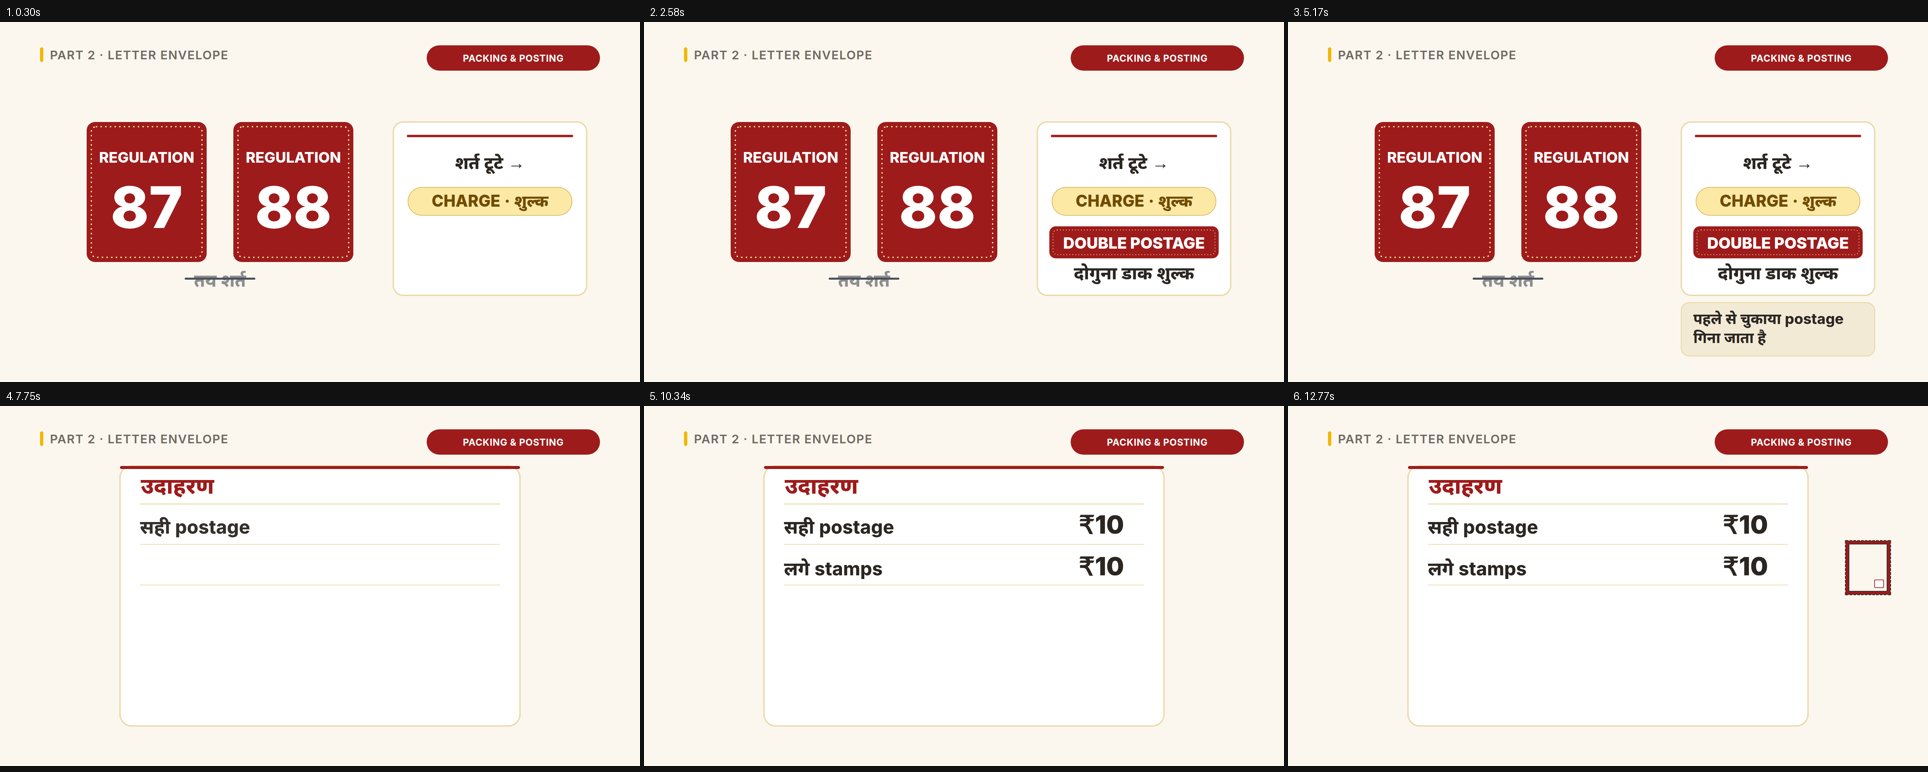 1. 0.30s
PART 2 · LETTER ENVELOPE
PACKING & POSTING
REGULATION
87
REGULATION
88
तय शर्त
शर्त टूटे →
CHARGE · शुल्क
2. 2.58s
PART 2 · LETTER ENVELOPE
PACKING & POSTING
REGULATION
87
REGULATION
88
तय शर्त
शर्त टूटे →
CHARGE · शुल्क
DOUBLE POSTAGE
दोगुना डाक शुल्क
3. 5.17s
PART 2 · LETTER ENVELOPE
PACKING & POSTING
REGULATION
87
REGULATION
88
तय शर्त
शर्त टूटे →
CHARGE · शुल्क
DOUBLE POSTAGE
दोगुना डाक शुल्क
पहले से चुकाया postage
गिना जाता है
4. 7.75s
PART 2 · LETTER ENVELOPE
PACKING & POSTING
उदाहरण
सही postage
5. 10.34s
PART 2 · LETTER ENVELOPE
PACKING & POSTING
उदाहरण
सही postage ₹10
लगे stamps ₹10
6. 12.77s
PART 2 · LETTER ENVELOPE
PACKING & POSTING
उदाहरण
सही postage ₹10
लगे stamps ₹10